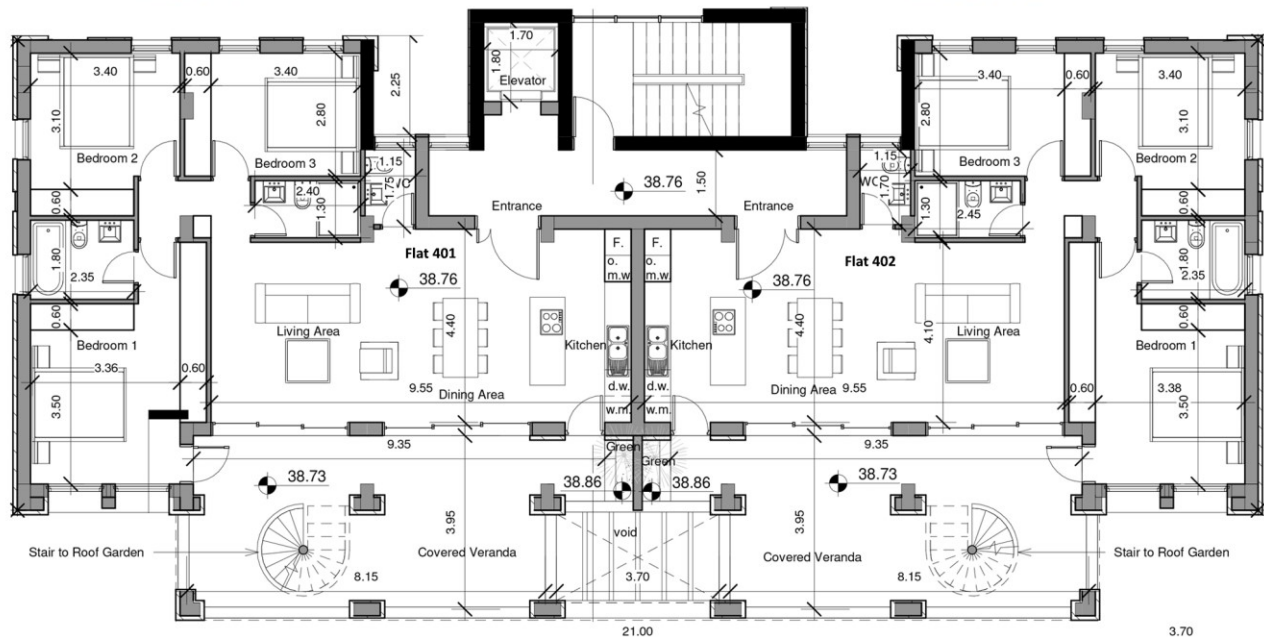 1.70
1.80
Elevator
3.40
0.60
3.40
2.25
3.10
2.80
Bedroom 2
Bedroom 3
3.40
0.60
3.40
2.80
3.10
Bedroom 3
Bedroom 2
1.15
WC
1.75
2.40
1.30
0.60
1.50
38.76
Entrance
Entrance
1.15
WC
1.70
1.30
2.45
0.60
Flat 401
38.76
F.
o.
m.w.
F.
o.
m.w.
Flat 402
38.76
1.80
2.35
1.80
2.35
0.60
Bedroom 1
Living Area
4.40
Kitchen
Kitchen
4.40
Living Area
4.10
0.60
Bedroom 1
3.36
0.60
9.55
Dining Area
d.w.
w.m.
d.w.
w.m.
Dining Area
9.55
0.60
3.38
3.50
3.50
9.35
Green
Green
9.35
38.73
38.86
38.86
38.73
3.95
void
3.95
Stair to Roof Garden
Covered Veranda
Covered Veranda
Stair to Roof Garden
8.15
3.70
8.15
21.00
3.70